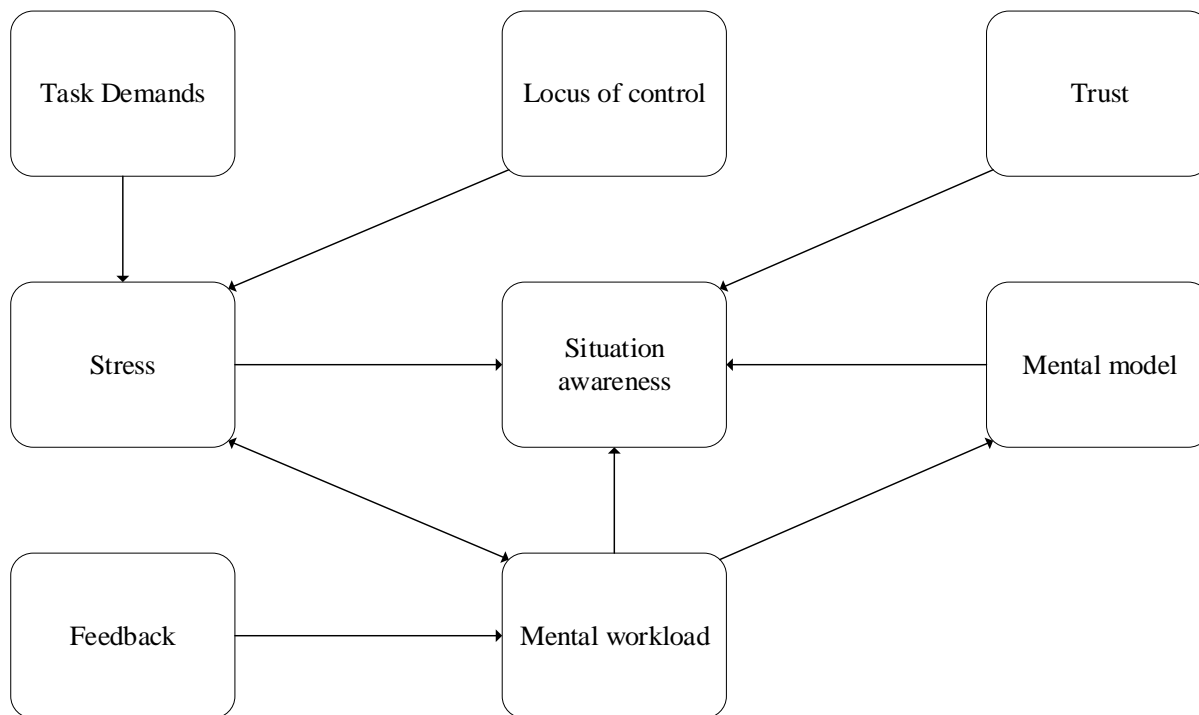 Task Demands
Locus of control
Trust
Stress
Situation
awareness
Mental model
Feedback
Mental workload